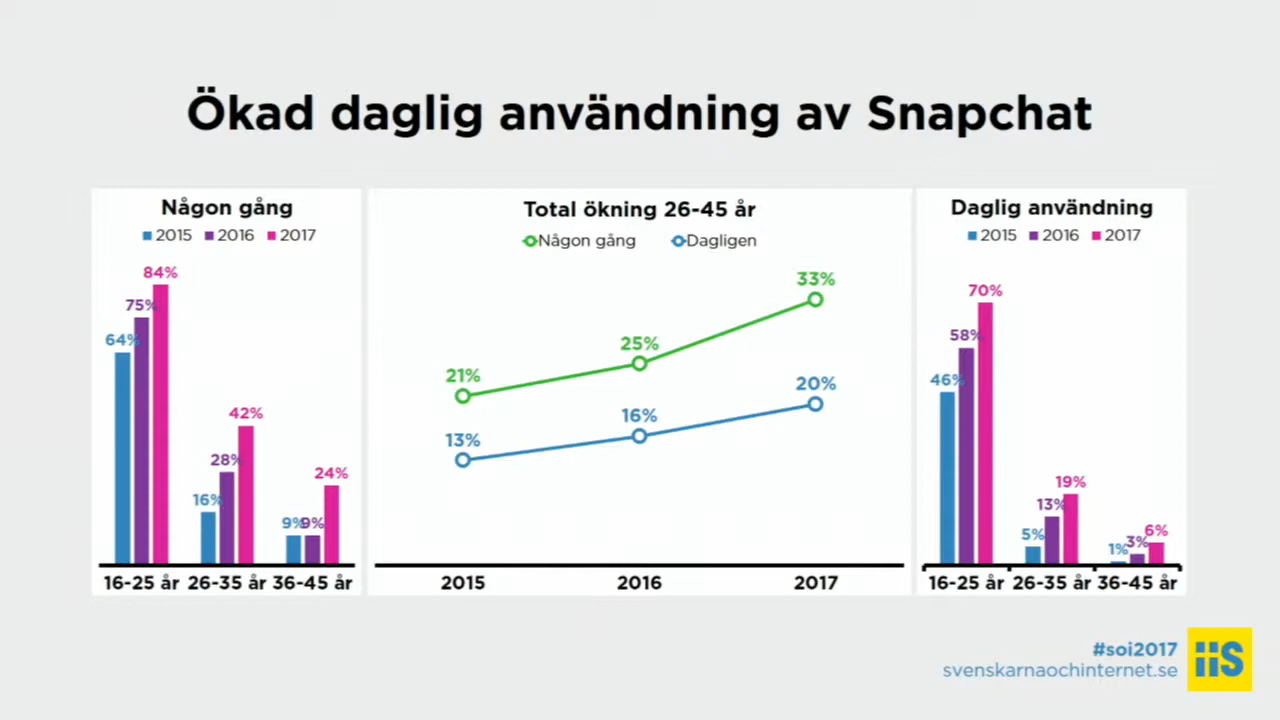 Ökad daglig användning av Snapchat
Någon gång
2015 2016 2017
84%
75%
64%
42%
28%
16%
24%
9% 9%
16-25 år 26-35 år 36-45 år
Total ökning 26-45 år
Någon gång Dagligen
33%
25%
21%
20%
16%
13%
2015 2016 2017
Daglig användning
2015 2016 2017
70%
58%
46%
19%
13%
5%
6%
3%
1%
16-25 år 26-35 år 36-45 år
#soi2017
svenskarnaochinternet.se
iis